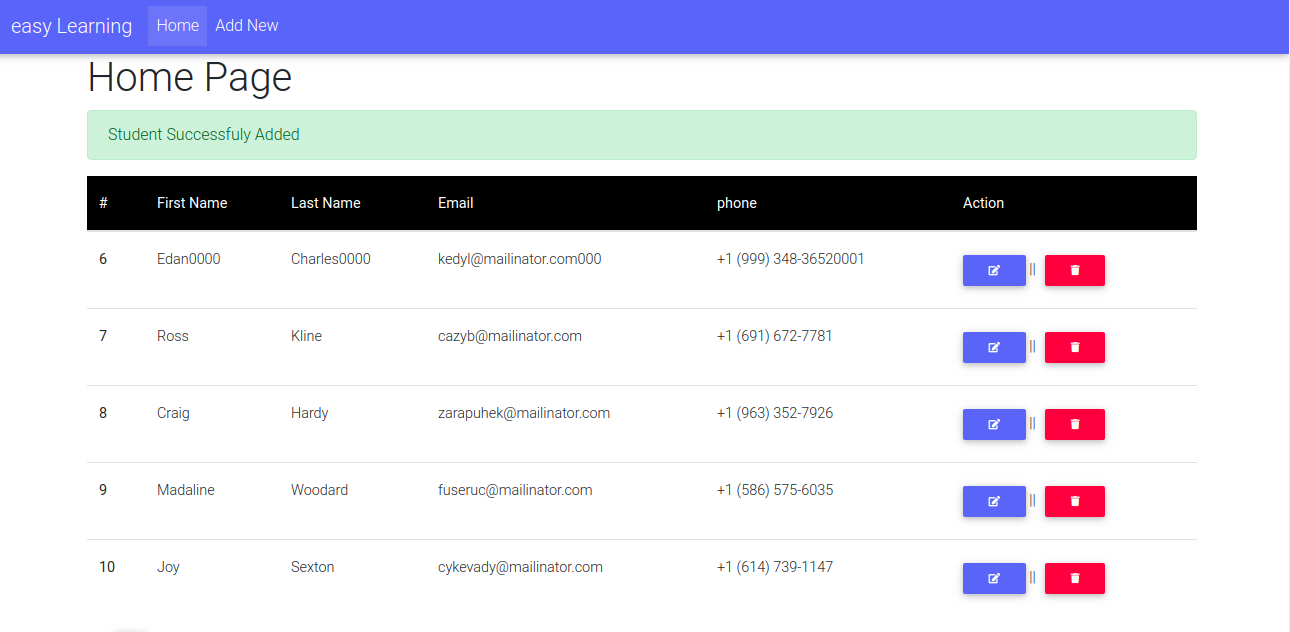 easy Learning Home Add New
Home Page
Student Successfuly Added
# First Name Last Name Email phone Action
6 Edan0000 Charles0000 kedyl@mailinator.com000 +1 (999) 348-36520001 ||
7 Ross Kline cazyb@mailinator.com +1 (691) 672-7781 ||
8 Craig Hardy zarapuhek@mailinator.com +1 (963) 352-7926 ||
9 Madaline Woodard fuseruc@mailinator.com +1 (586) 575-6035 ||
10 Joy Sexton cykevady@mailinator.com +1 (614) 739-1147 ||